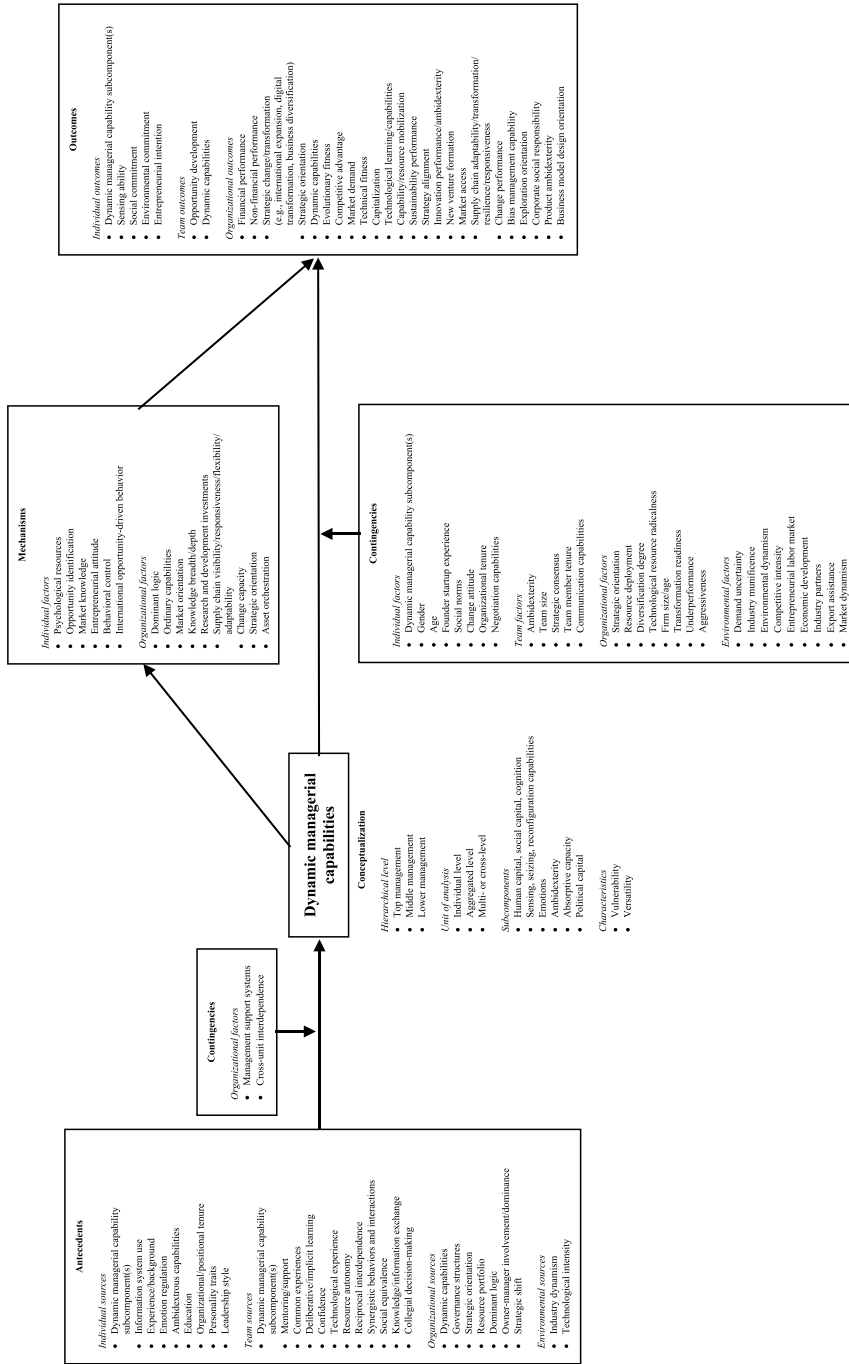 Antecedents
Individual sources
• Dynamic managerial capability
subcomponent(s)
• Information system use
• Experience/background
• Emotion regulation
• Ambidextrous capabilities
• Education
• Organizational/positional tenure
• Personality traits
• Leadership style
Team sources
• Dynamic managerial capability
subcomponent(s)
• Mentoring/support
• Common experiences
• Deliberative/implicit learning
• Confidence
• Technological experience
• Resource autonomy
• Reciprocal interdependence
• Synergistic behaviors and interactions
• Social equivalence
• Knowledge/information exchange
• Collegial decision-making
Organizational sources
• Dynamic capabilities
• Governance structures
• Strategic orientation
• Resource portfolio
• Dominant logic
• Owner-manager involvement/dominance
• Strategic shift
Environmental sources
• Industry dynamism
• Technological intensity
Contingencies
Organizational factors
• Management support systems
• Cross-unit interdependence
Dynamic managerial
capabilities
Conceptualization
Hierarchical level
• Top management
• Middle management
• Lower management
Unit of analysis
• Individual level
• Aggregated level
• Multi- or cross-level
Subcomponents
• Human capital, social capital, cognition
• Sensing, seizing, reconfiguration capabilities
• Emotions
• Ambidexterity
• Absorptive capacity
• Political capital
Characteristics
• Vulnerability
• Versatility
Mechanisms
Individual factors
• Psychological resources
• Opportunity identification
• Market knowledge
• Entrepreneurial attitude
• Behavioral control
• International opportunity-driven behavior
Organizational factors
• Dominant logic
• Ordinary capabilities
• Market orientation
• Knowledge breadth/depth
• Research and development investments
• Supply chain visibility/responsiveness/flexibility/
adaptability
• Change capacity
• Strategic orientation
• Asset orchestration
Contingencies
Individual factors
• Dynamic managerial capability subcomponent(s)
• Gender
• Age
• Founder startup experience
• Social norms
• Change attitude
• Organizational tenure
• Negotiation capabilities
Team factors
• Ambidexterity
• Team size
• Strategic consensus
• Team member tenure
• Communication capabilities
Organizational factors
• Strategic orientation
• Resource deployment
• Diversification degree
• Technological resource radicalness
• Firm size/age
• Transformation readiness
• Underperformance
• Aggressiveness
Environmental factors
• Demand uncertainty
• Industry munificence
• Environmental dynamism
• Competitive intensity
• Entrepreneurial labor market
• Economic development
• Industry partners
• Export assistance
• Market dynamism
Outcomes
Individual outcomes
• Dynamic managerial capability subcomponent(s)
• Sensing ability
• Social commitment
• Environmental commitment
• Entrepreneurial intention
Team outcomes
• Opportunity development
• Dynamic capabilities
Organizational outcomes
• Financial performance
• Non-financial performance
• Strategic change/transformation
(e.g., international expansion, digital
transformation, business diversification)
• Strategic orientation
• Dynamic capabilities
• Evolutionary fitness
• Competitive advantage
• Market demand
• Technical fitness
• Capitalization
• Technological learning/capabilities
• Capability/resource mobilization
• Sustainability performance
• Strategy alignment
• Innovation performance/ambidexterity
• New venture formation
• Market access
• Supply chain adaptability/transformation/
resilience/responsiveness
• Change performance
• Bias management capability
• Exploration orientation
• Corporate social responsibility
• Product ambidexterity
• Business model design orientation